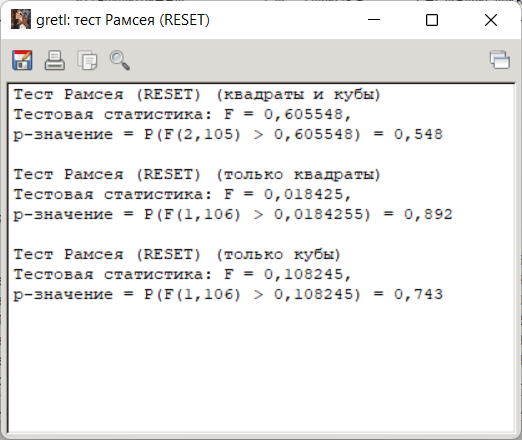 gretl: тест Рамсея (RESET)
Тест Рамсея (RESET) (квадраты и кубы)
Тестовая статистика: F = 0,605548,
p-значение = P(F(2,105) > 0,605548) = 0,548
Тест Рамсея (RESET) (только квадраты)
Тестовая статистика: F = 0,018425,
p-значение = P(F(1,106) > 0,0184255) = 0,892
Тест Рамсея (RESET) (только кубы)
Тестовая статистика: F = 0,108245,
p-значение = P(F(1,106) > 0,108245) = 0,743